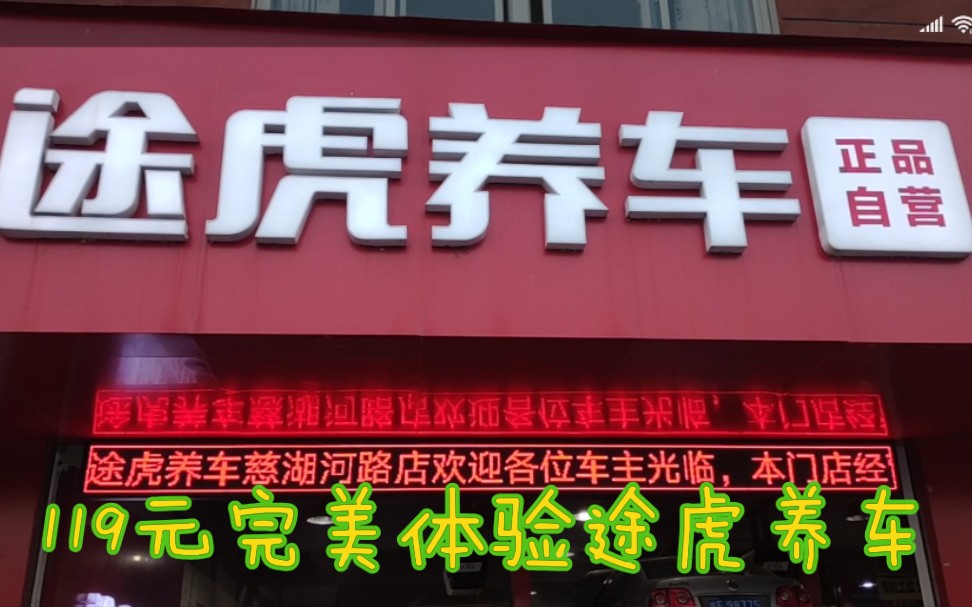 途虎养车
正品
自营
途虎养车慈湖河路店欢迎各位车主光临，本门店经
119元完美体验途虎养车